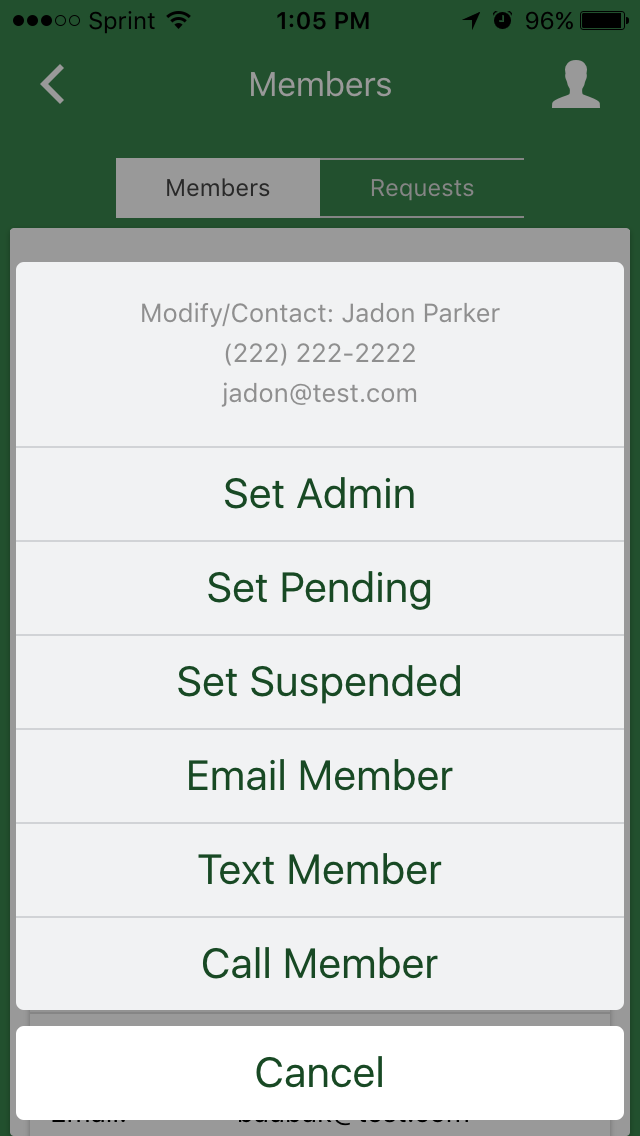 Sprint 1:05 PM 96%
Members
Members Requests
Modify/Contact: Jadon Parker
(222) 222-2222
jadon@test.com
Set Admin
Set Pending
Set Suspended
Email Member
Text Member
Call Member
Cancel